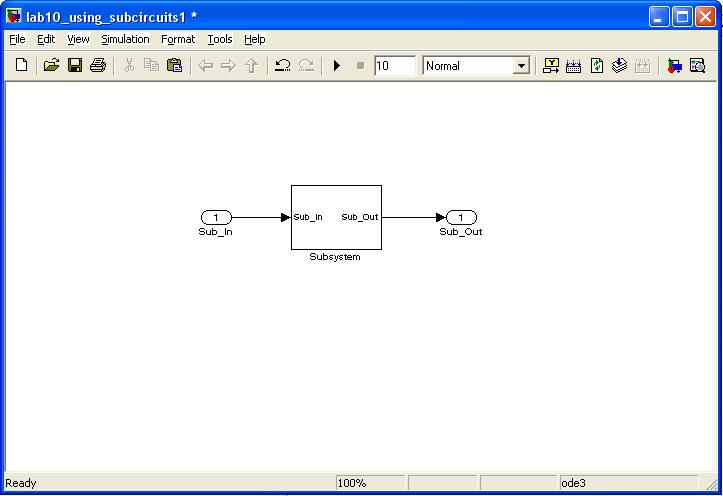 lab10_using_subcircuits1 *
File Edit View Simulation Format Tools Help
10 Normal
1 Sub_In Sub_Out 1
Sub_In Sub_Out
Subsystem
Ready 100% ode3